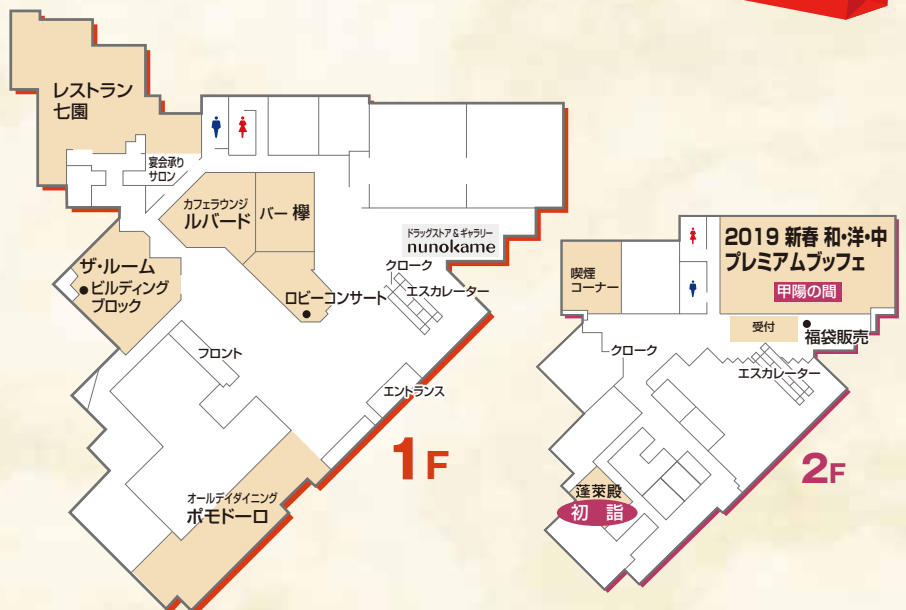 レストラン
七園
宴会承り
サロン
カフェラウンジ
ルバード
バー 欅
ドラッグストア & ギャラリー
nunokame
クローク
エスカレーター
ザ・ルーム
●ビルディング
ブロック
ロビーコンサート
フロント
エントランス
1F
オールデイダイニング
ポモドーロ
2019 新春 和・洋・中
プレミアムブッフェ
甲陽の間
喫煙
コーナー
受付
福袋販売
クローク
エスカレーター
2F
蓬莱殿
初 詣